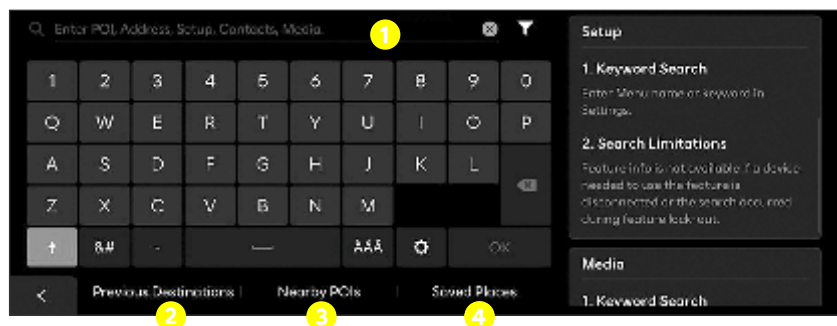 Enter POI, Address, Setup, Contacts, Media.
1
1 2 3 4 5 6 7 8 9 0
Q W E R T Y U I O P
A S D F G H J K L
Z X C V B N M
&# - ÄÂÃ OK
Previous Destinations | Nearby POIs | Saved Places
2 3 4
Setup
1. Keyword Search
Enter Menu name or keyword in
Settings.
2. Search Limitations
Feature info is not available if a device
needed to use the feature is
disconnected or the search occurred
during feature lock-out.
Media
1. Keyword Search